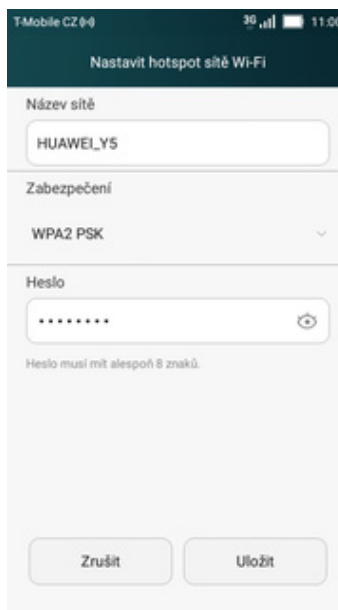 T-Mobile CZ 3G 11:00
Nastavit hotspot sítě Wi-Fi
Název sítě
HUAWEI_Y5
Zabezpečení
WPA2 PSK
Heslo
••••••••
Heslo musí mít alespoň 8 znaků.
Zrušit Uložit